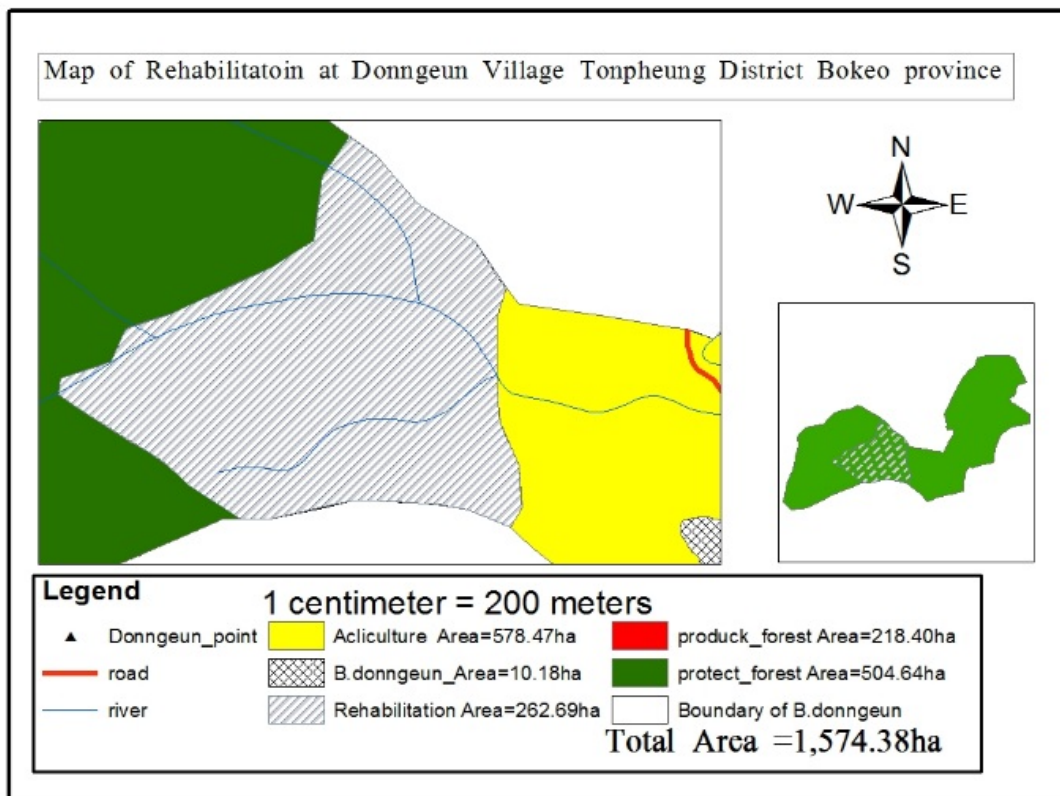 Map of Rehabilitatoin at Donngeun Village Tonpheung District Bokeo province
N
W E
S
Legend
1 centimeter = 200 meters
Donngeun_point
road
river
Acliculture Area=578.47ha
B.donngeun_Area=10.18ha
Rehabilitation Area=262.69ha
produck_forest Area=218.40ha
protect_forest Area=504.64ha
Boundary of B.donngeun
Total Area =1,574.38ha